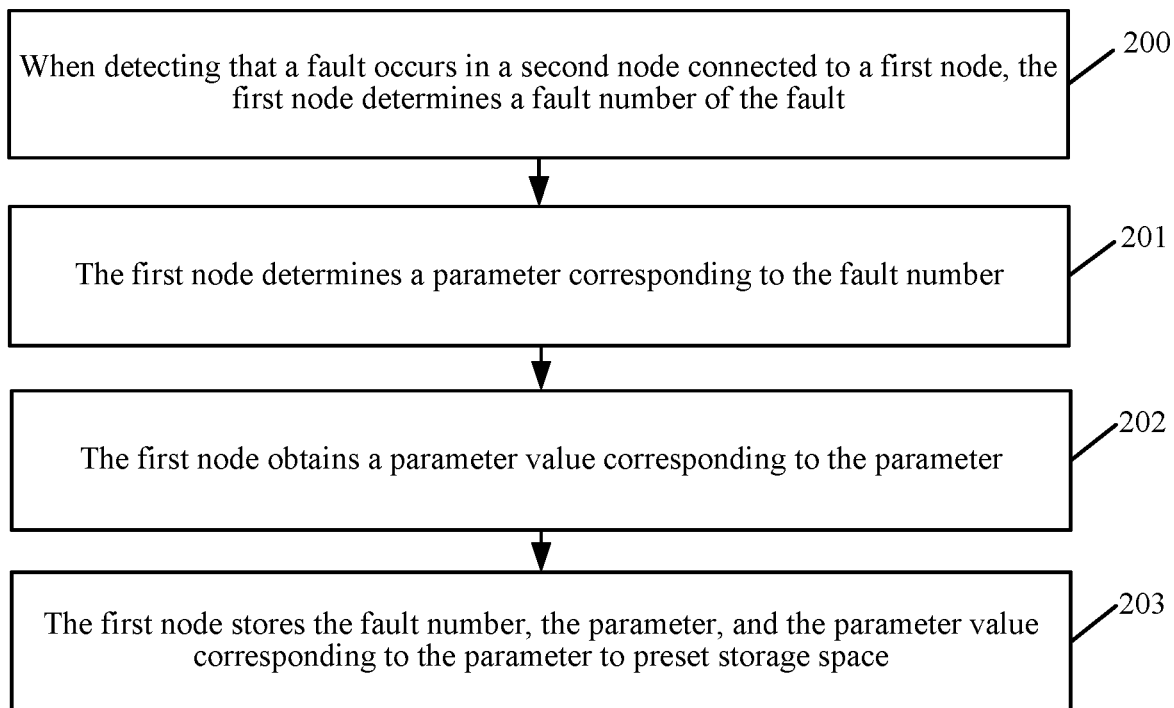 200
When detecting that a fault occurs in a second node connected to a first node, the
first node determines a fault number of the fault
201
The first node determines a parameter corresponding to the fault number
202
The first node obtains a parameter value corresponding to the parameter
203
The first node stores the fault number, the parameter, and the parameter value
corresponding to the parameter to preset storage space